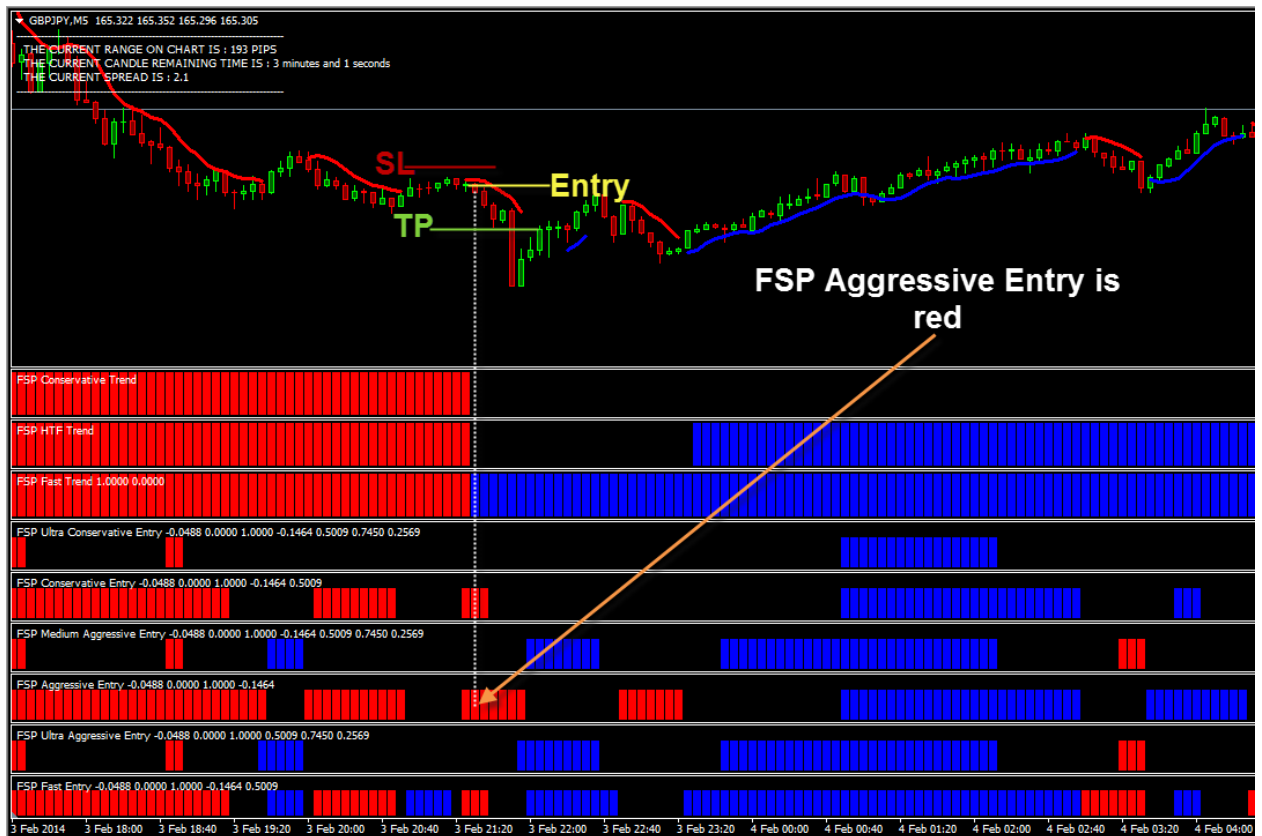 GBPJPY,M5 165.322 165.352 165.296 165.305
THE CURRENT RANGE ON CHART IS : 193 PIPS
THE CURRENT CANDLE REMAINING TIME IS : 3 minutes and 1 seconds
THE CURRENT SPREAD IS : 2.1
SL
Entry
TP
FSP Aggressive Entry is
red
FSP Conservative Trend
FSP HTF Trend
FSP Fast Trend 1.0000 0.0000
FSP Ultra Conservative Entry -0.0488 0.0000 1.0000 -0.1464 0.5009 0.7450 0.2569
FSP Conservative Entry -0.0488 0.0000 1.0000 -0.1464 0.5009
FSP Medium Aggressive Entry -0.0488 0.0000 1.0000 -0.1464 0.5009 0.7450 0.2569
FSP Aggressive Entry -0.0488 0.0000 1.0000 -0.1464
FSP Ultra Aggressive Entry -0.0488 0.0000 1.0000 0.5009 0.7450 0.2569
FSP Fast Entry -0.0488 0.0000 1.0000 -0.1464 0.5009
3 Feb 2014 3 Feb 18:00 3 Feb 18:40 3 Feb 19:20 3 Feb 20:00 3 Feb 20:40 3 Feb 21:20 3 Feb 22:00 3 Feb 22:40 3 Feb 23:20 4 Feb 00:00 4 Feb 00:40 4 Feb 01:20 4 Feb 02:00 4 Feb 02:40 4 Feb 03:20 4 Feb 04:00